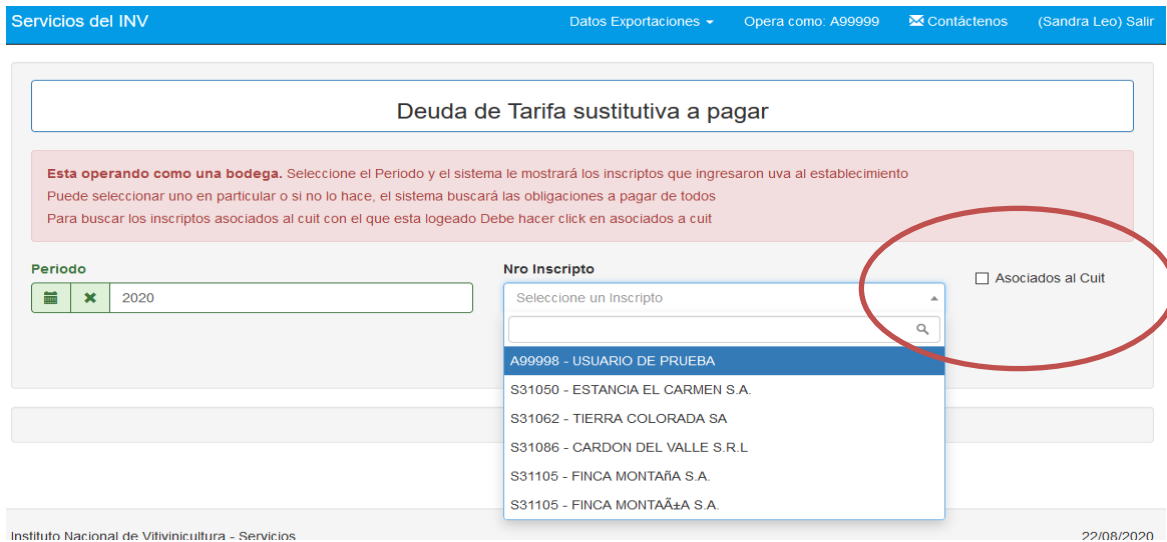 Servicios del INV Datos Exportaciones Opera como: A99999 Contáctenos (Sandra Leo) Salir
Deuda de Tarifa sustitutiva a pagar
Esta operando como una bodega. Seleccione el Periodo y el sistema le mostrará los inscriptos que ingresaron uva al establecimiento
Puede seleccionar uno en particular o si no lo hace, el sistema buscará las obligaciones a pagar de todos
Para buscar los inscriptos asociados al cuit con el que esta logeado Debe hacer click en asociados a cuit
Periodo
2020
Nro Inscripto
Seleccione un Inscripto
Asociados al Cuit
A99998 - USUARIO DE PRUEBA
S31050 - ESTANCIA EL CARMEN S.A.
S31062 - TIERRA COLORADA SA
S31086 - CARDON DEL VALLE S.R.L
S31105 - FINCA MONTAñA S.A.
S31105 - FINCA MONTAÃ±A S.A.
Instituto Nacional de Vitivinicultura - Servicios 22/08/2020